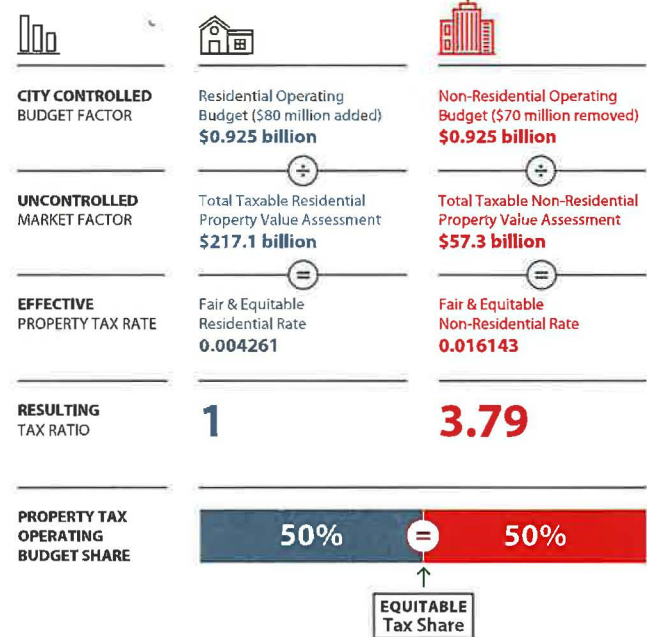 CITY CONTROLLED
BUDGET FACTOR
Residential Operating
Budget ($80 million added)
$0.925 billion
Non-Residential Operating
Budget ($70 million removed)
$0.925 billion
÷
÷
UNCONTROLLED
MARKET FACTOR
Total Taxable Residential
Property Value Assessment
$217.1 billion
Total Taxable Non-Residential
Property Value Assessment
$57.3 billion
=
=
EFFECTIVE
PROPERTY TAX RATE
Fair & Equitable
Residential Rate
0.004261
Fair & Equitable
Non-Residential Rate
0.016143
RESULTING
TAX RATIO
1
3.79
PROPERTY TAX
OPERATING
BUDGET SHARE
50%
=
50%
EQUITABLE
Tax Share